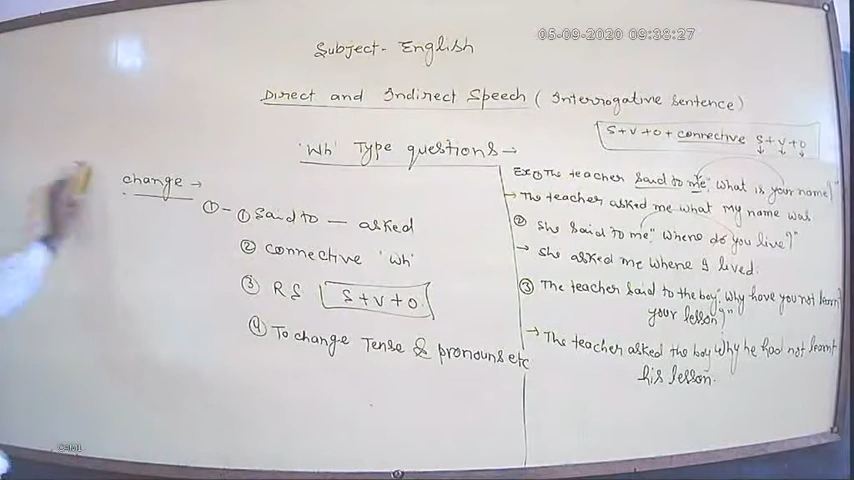 05-09-2020 09:38:27
Subject- English
Direct and Indirect Speech (Interrogative sentence)
S+V+O+ connective S+V+O
'Wh' Type questions →
change →
① - ① Said to — asked
② connective 'wh'
③ RS S+V+O
④ To change Tense & pronouns etc
Ex① The teacher said to me, "What is your name?"
→ The teacher asked me what my name was
② She said to me "Where do you live?"
→ She asked me where I lived.
③ The teacher said to the boy, "Why have you not learnt
your lesson?"
→ The teacher asked the boy why he had not learnt
his lesson.
CAM1